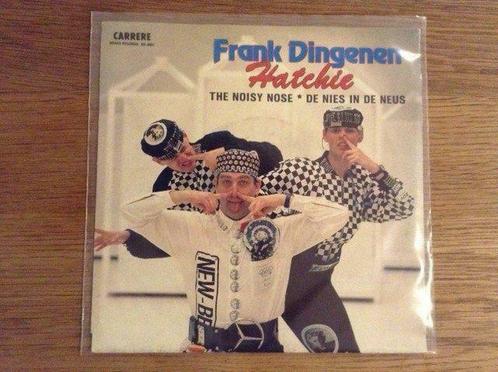 CARRERE
Frank Dingenen
Hatchie
THE NOISY NOSE * DE NIES IN DE NEUS
NEW-BE